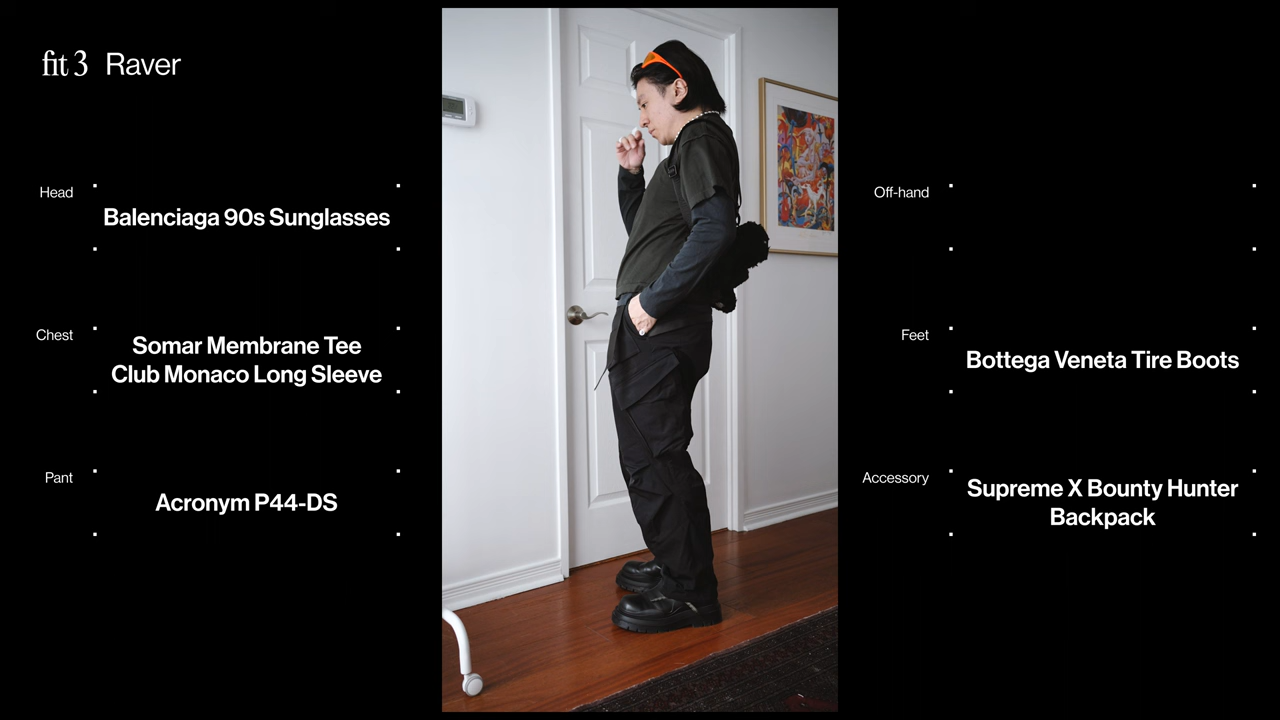 fit 3 Raver
Head
Balenciaga 90s Sunglasses
Chest
Somar Membrane Tee
Club Monaco Long Sleeve
Pant
Acronym P44-DS
Off-hand
Feet
Bottega Veneta Tire Boots
Accessory
Supreme X Bounty Hunter
Backpack